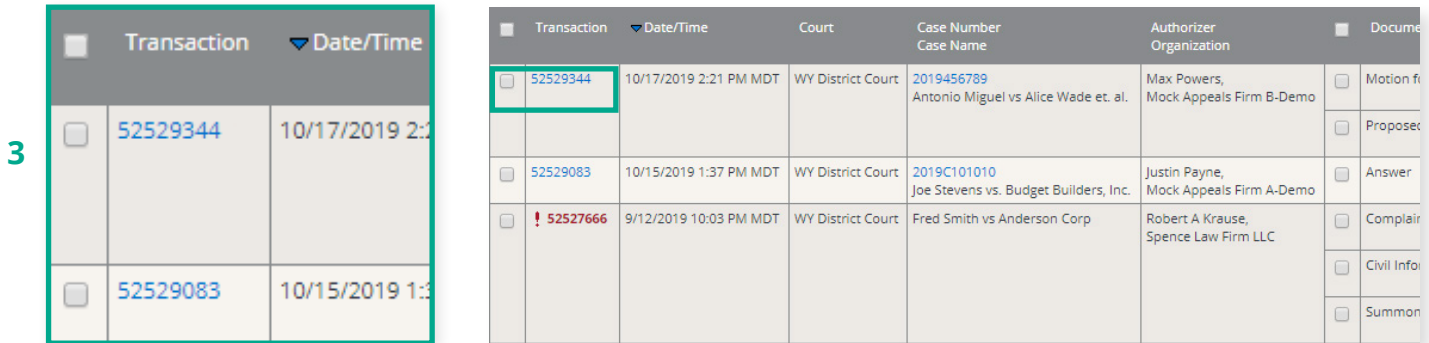 3
Transaction Date/Time
52529344 10/17/2019 2:2
52529083 10/15/2019 1:3
Transaction Date/Time Court Case Number Authorizer Docume
Case Name Organization
52529344 10/17/2019 2:21 PM MDT WY District Court 2019456789 Max Powers, Motion fo
Antonio Miguel vs Alice Wade et. al. Mock Appeals Firm B-Demo
Proposed
52529083 10/15/2019 1:37 PM MDT WY District Court 2019C101010 Justin Payne, Answer
Joe Stevens vs. Budget Builders, Inc. Mock Appeals Firm A-Demo
! 52527666 9/12/2019 10:03 PM MDT WY District Court Fred Smith vs Anderson Corp Robert A Krause, Complain
Spence Law Firm LLC
Civil Infor
Summon